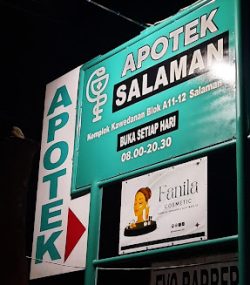 APOTEK
SALAMAN
Komplek Kawedanan Blok A11-12 Salaman
BUKA SETIAP HARI
08.00-20.30
APOTEK
Fanila
COSMETIC